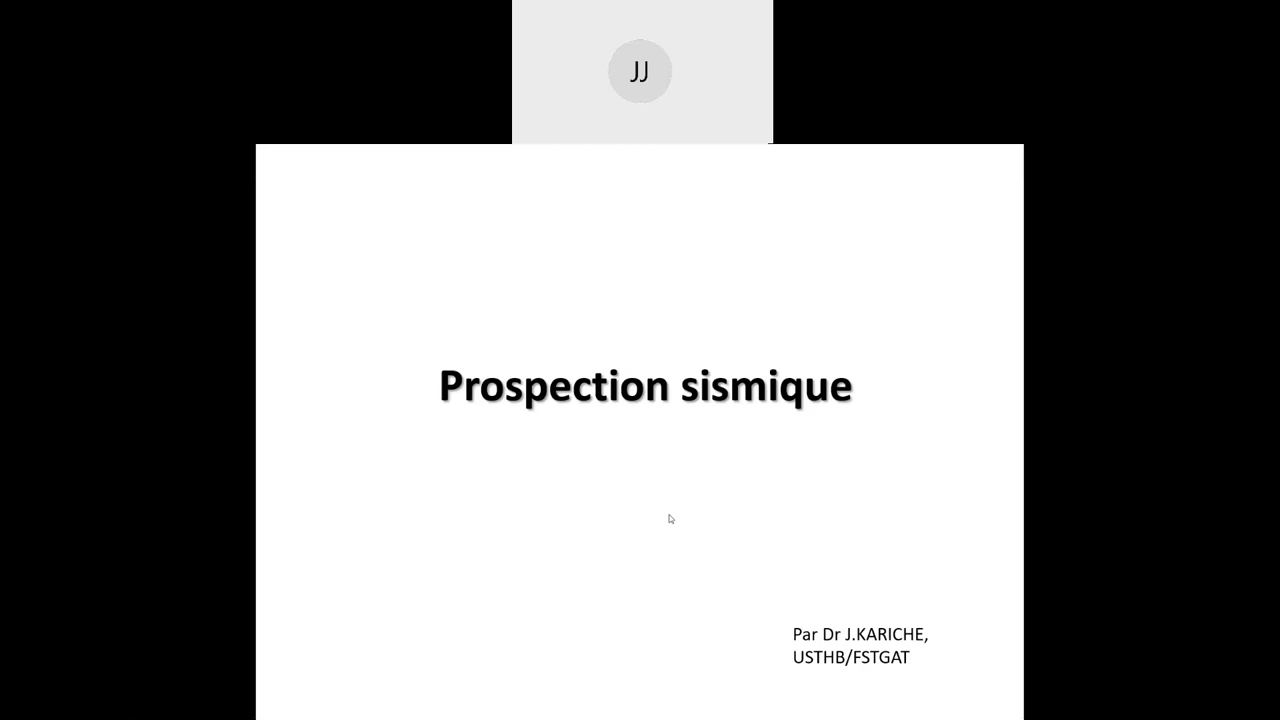 JJ
Prospection sismique
Par Dr J.KARICHE,
USTHB/FSTGAT